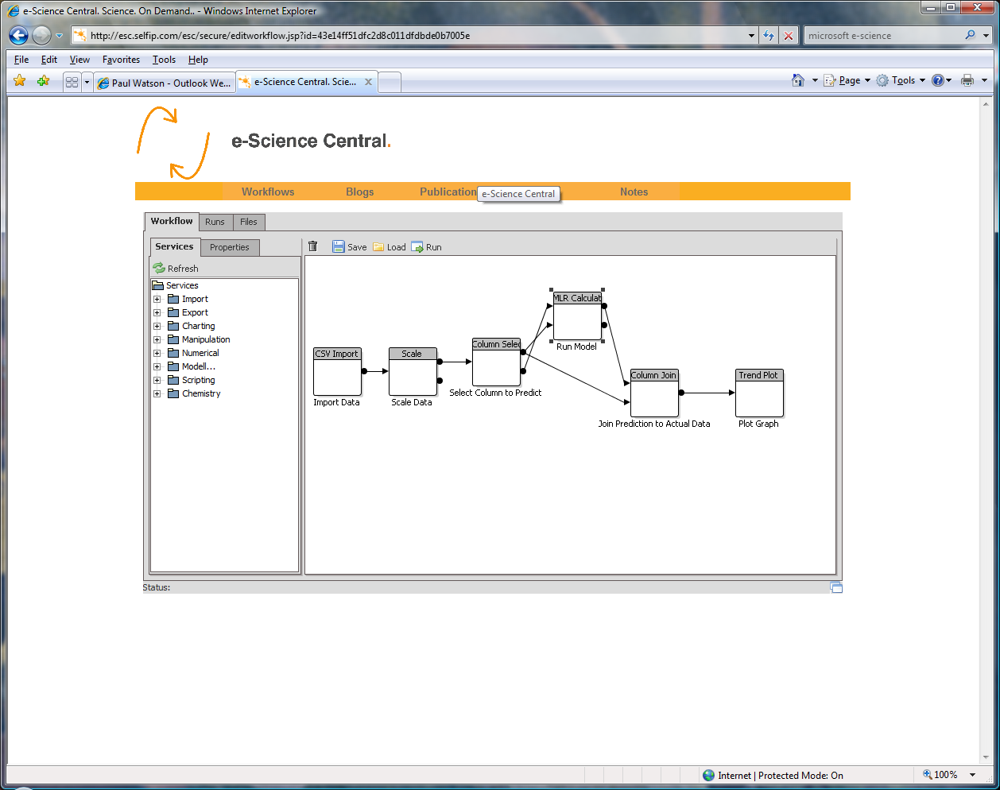 e-Science Central. Science. On Demand.. - Windows Internet Explorer
http://esc.selfip.com/esc/secure/editworkflow.jsp?id=43e14ff51dfc2d8c011dfdbde0b7005e
microsoft e-science
File Edit View Favorites Tools Help
Paul Watson - Outlook We... e-Science Central. Scie... Page Tools
e-Science Central.
Workflows Blogs Publication e-Science Central Notes
Workflow Runs Files
Services Properties
Save Load Run
Refresh
Services
Import
Export
Charting
Manipulation
Numerical
Modell...
Scripting
Chemistry
MLR Calculat
Run Model
CSV Import
Import Data
Scale
Scale Data
Column Selec
Select Column to Predict
Column Join
Join Prediction to Actual Data
Trend Plot
Plot Graph
Status:
Internet | Protected Mode: On
100%